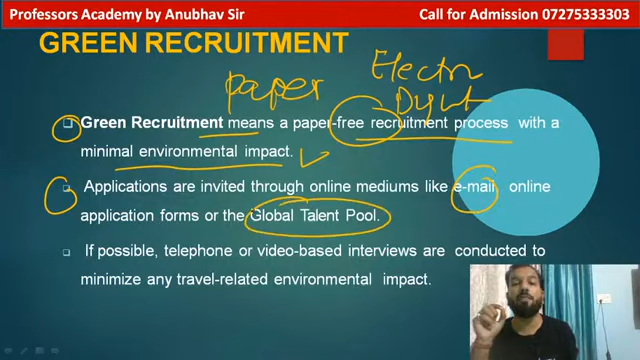 Professors Academy by Anubhav Sir Call for Admission 07275333303
GREEN RECRUITMENT
paper
Green Recruitment means a paper-free recruitment process with a
minimal environmental impact.
Applications are invited through online mediums like e-mail, online
application forms or the Global Talent Pool.
If possible, telephone or video-based interviews are conducted to
minimize any travel-related environmental impact.